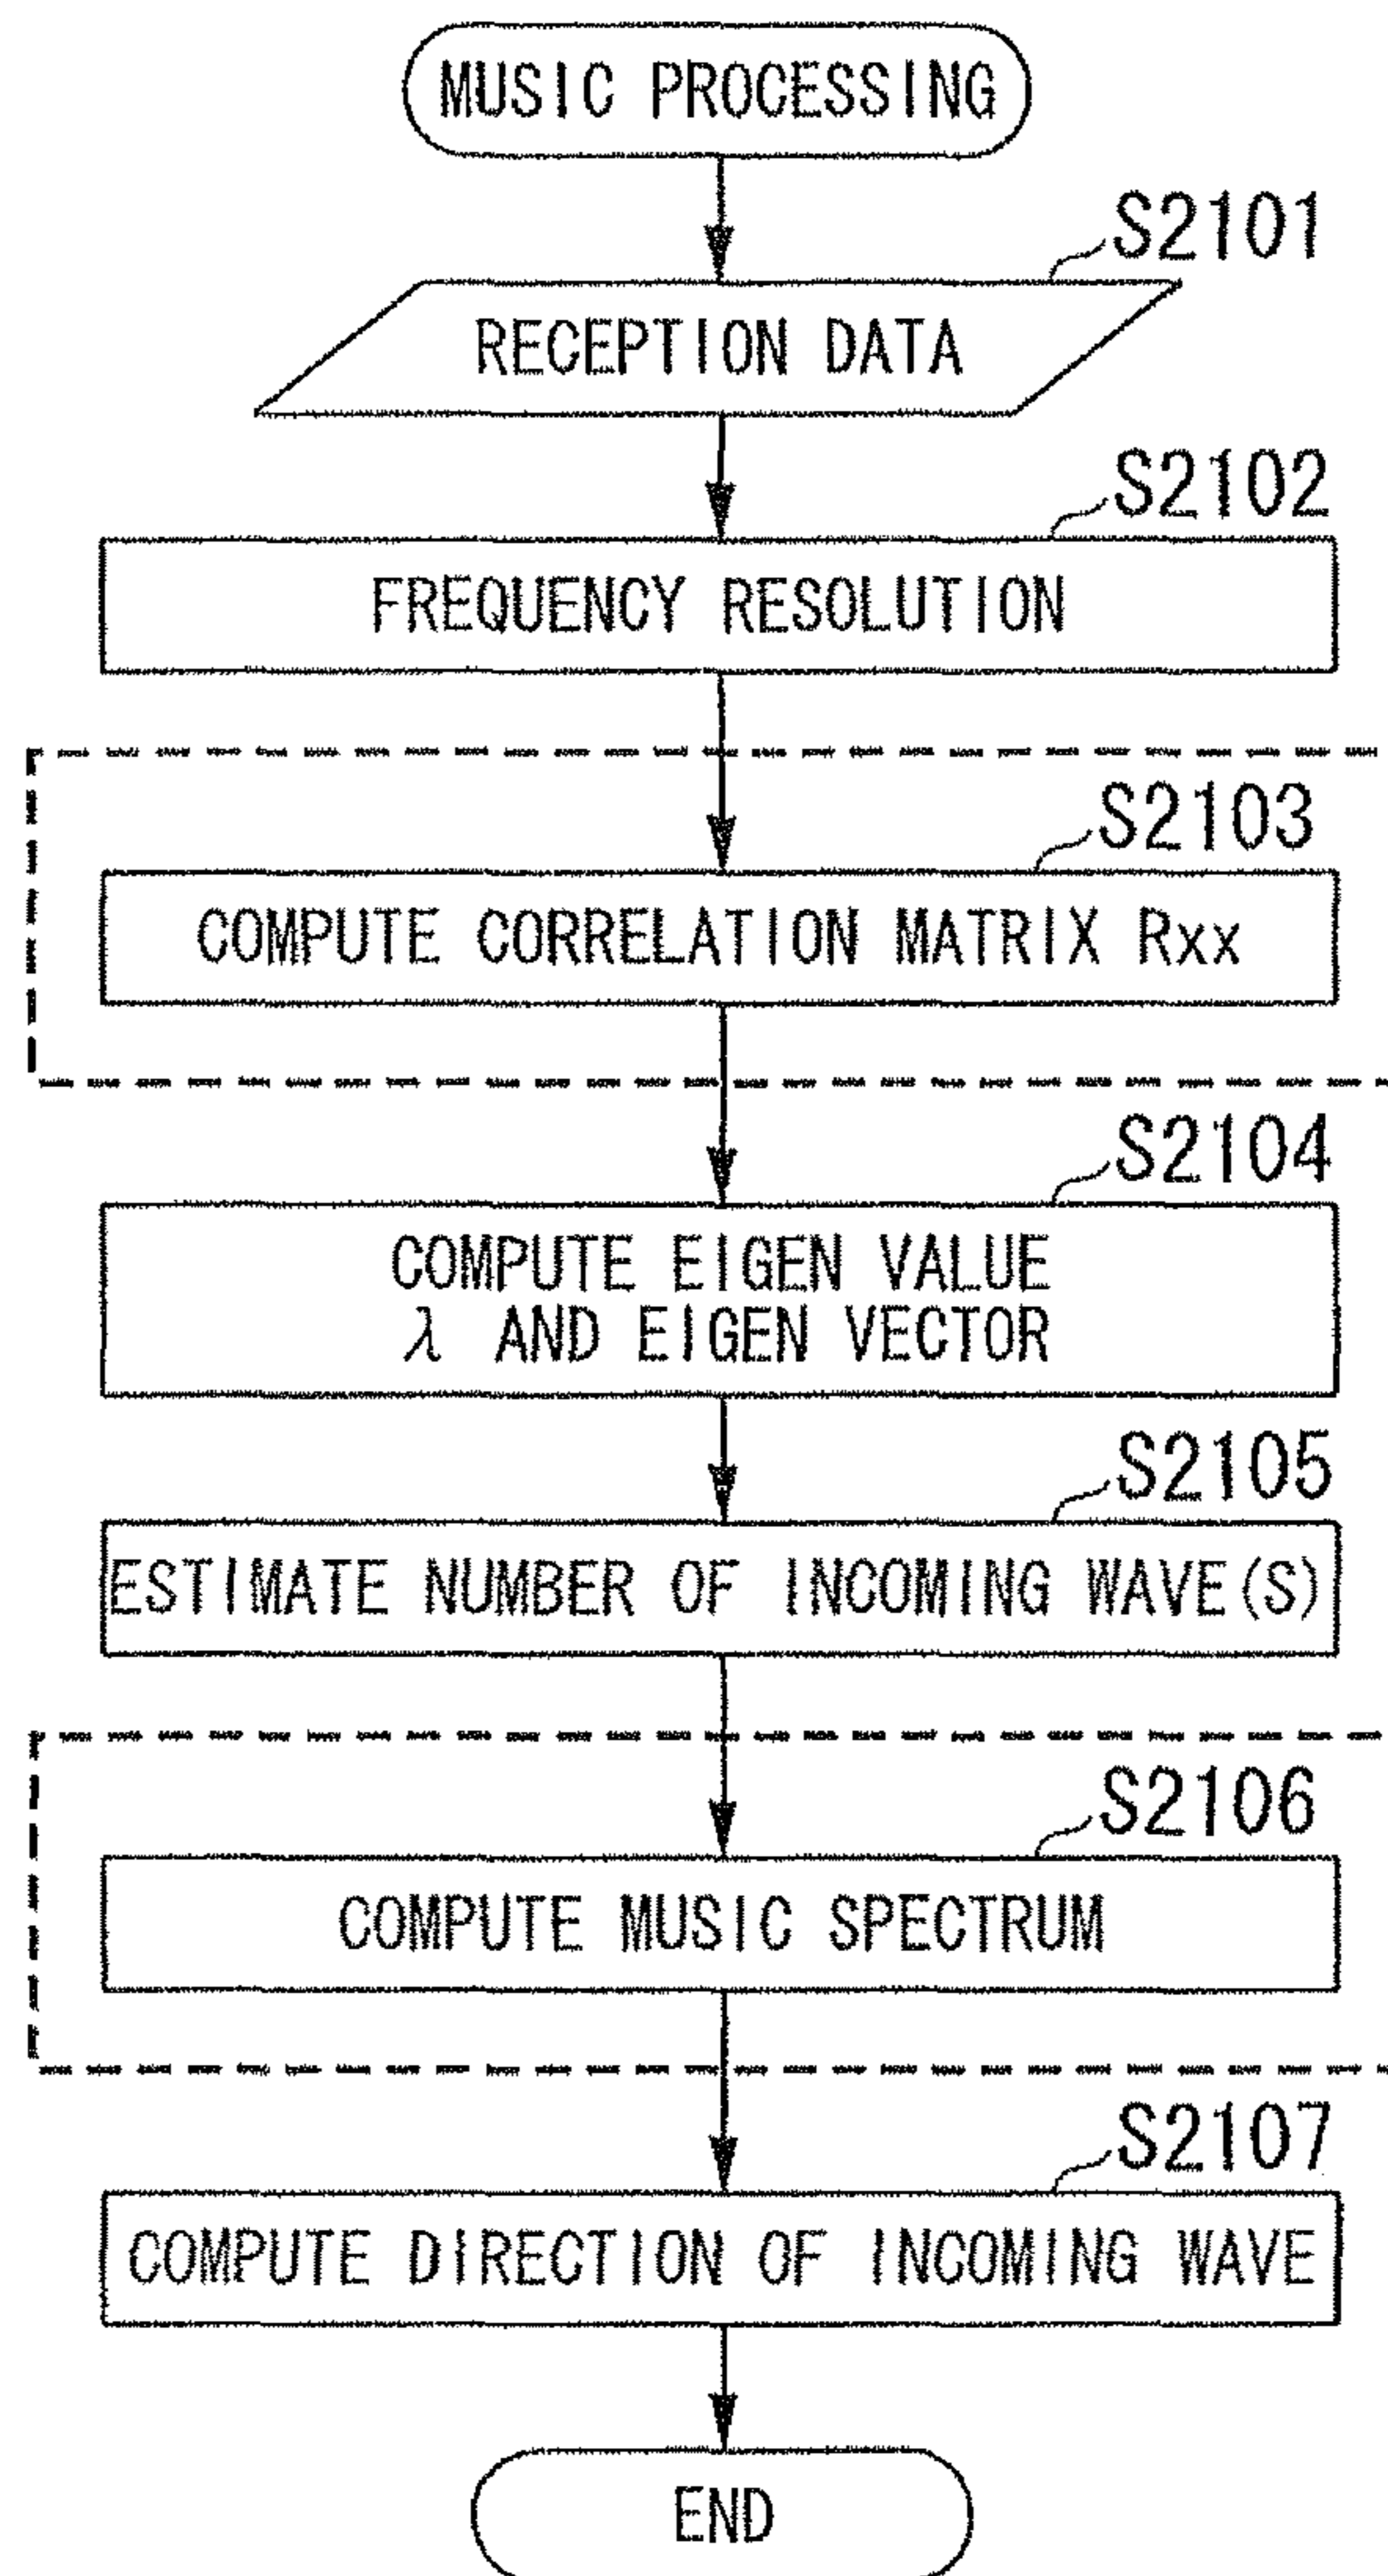 MUSIC PROCESSING
S2101
RECEPTION DATA
S2102
FREQUENCY RESOLUTION
S2103
COMPUTE CORRELATION MATRIX Rxx
S2104
COMPUTE EIGEN VALUE
λ AND EIGEN VECTOR
S2105
ESTIMATE NUMBER OF INCOMING WAVE(S)
S2106
COMPUTE MUSIC SPECTRUM
S2107
COMPUTE DIRECTION OF INCOMING WAVE
END